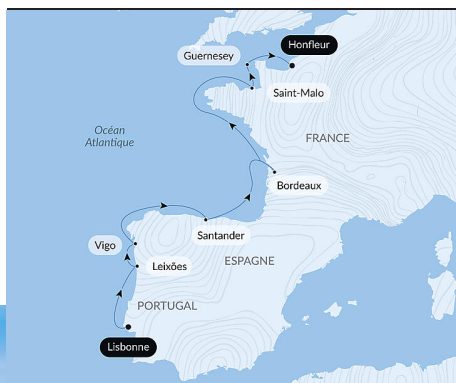 Honfleur
Guernesey
Saint-Malo
Océan
Atlantique
FRANCE
Bordeaux
Santander
Vigo
ESPAGNE
Leixões
PORTUGAL
Lisbonne